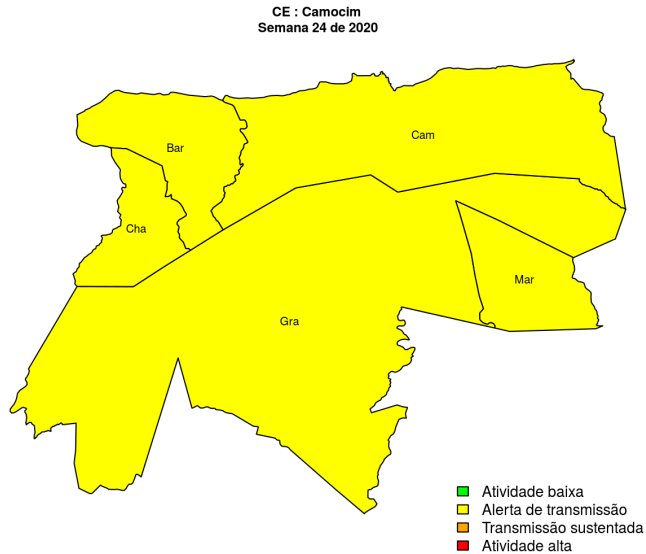 CE : Camocim
Semana 24 de 2020
Cam
Bar
Cha
Mar
Gra
Atividade baixa
Alerta de transmissão
Transmissão sustentada
Atividade alta